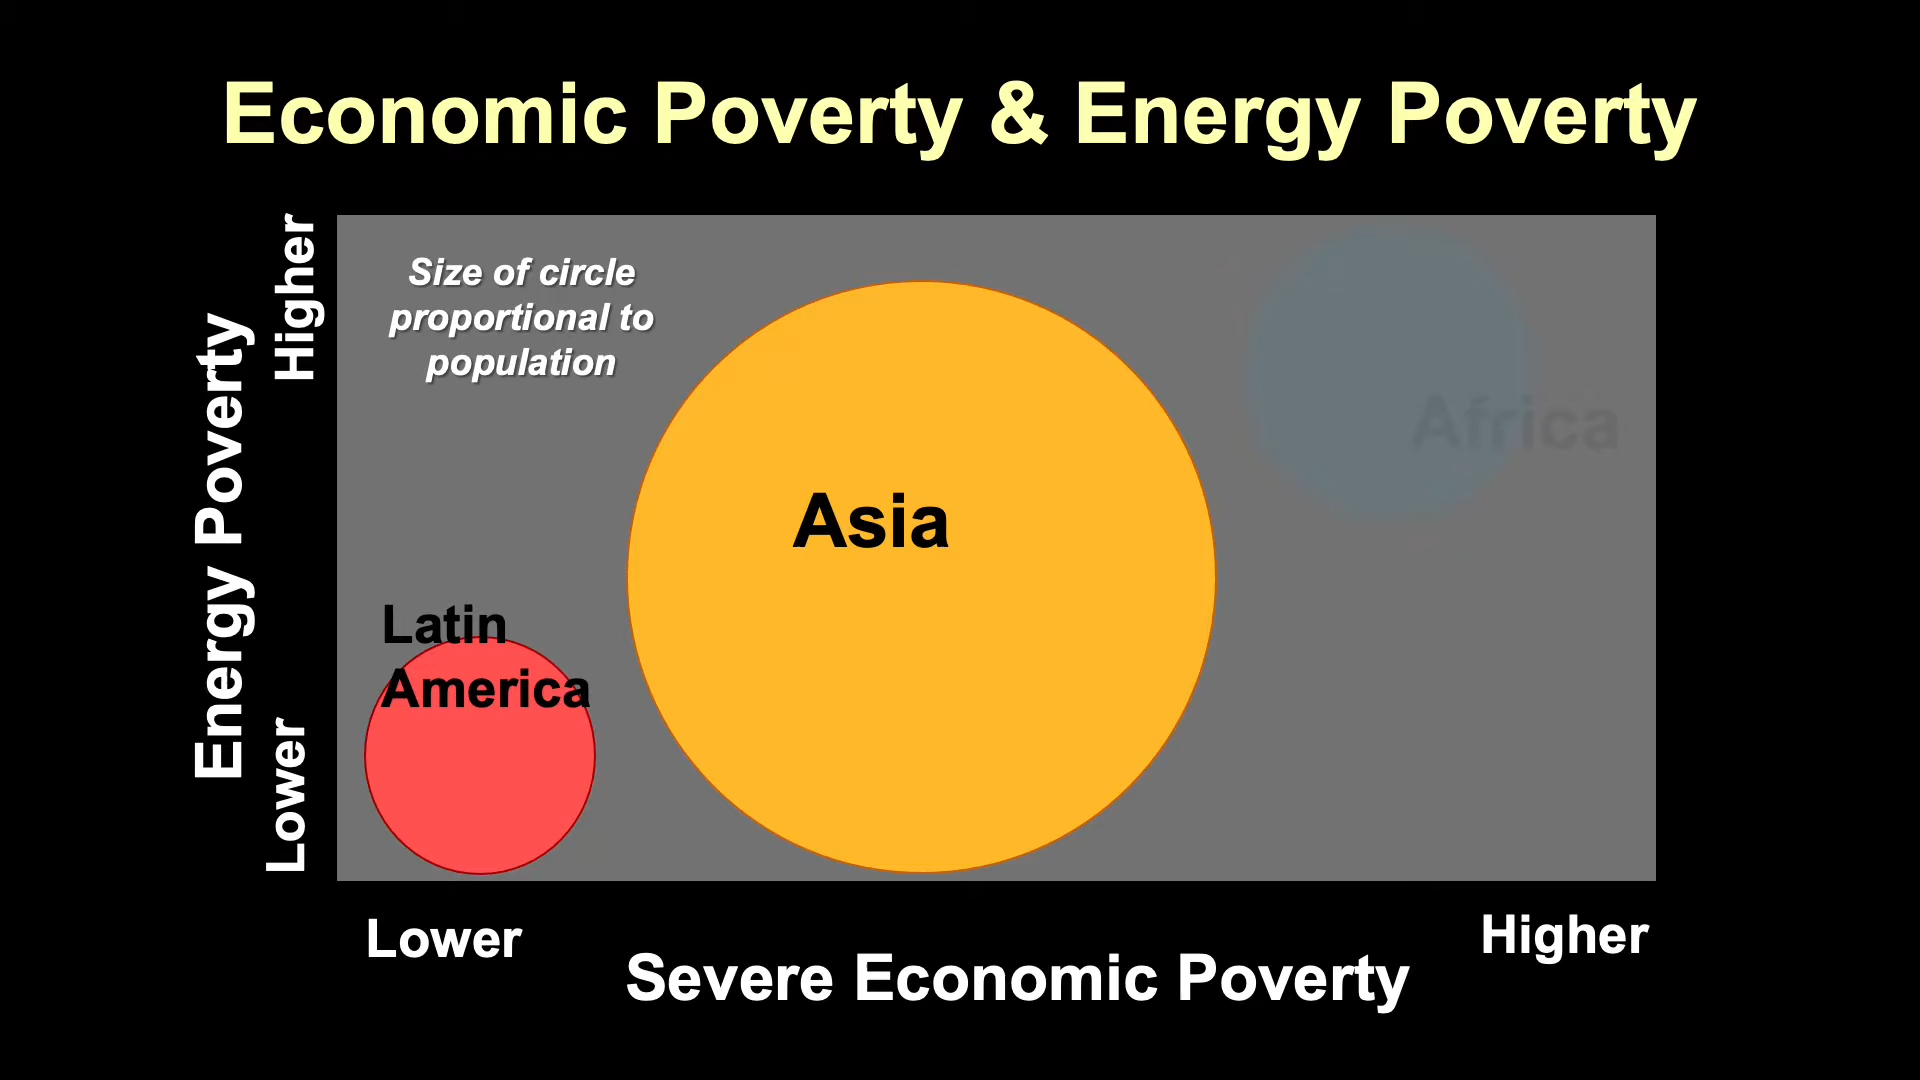 Economic Poverty & Energy Poverty
Higher
Size of circle
proportional to
population
Energy Poverty
Africa
Asia
Latin
America
Lower
Lower
Higher
Severe Economic Poverty